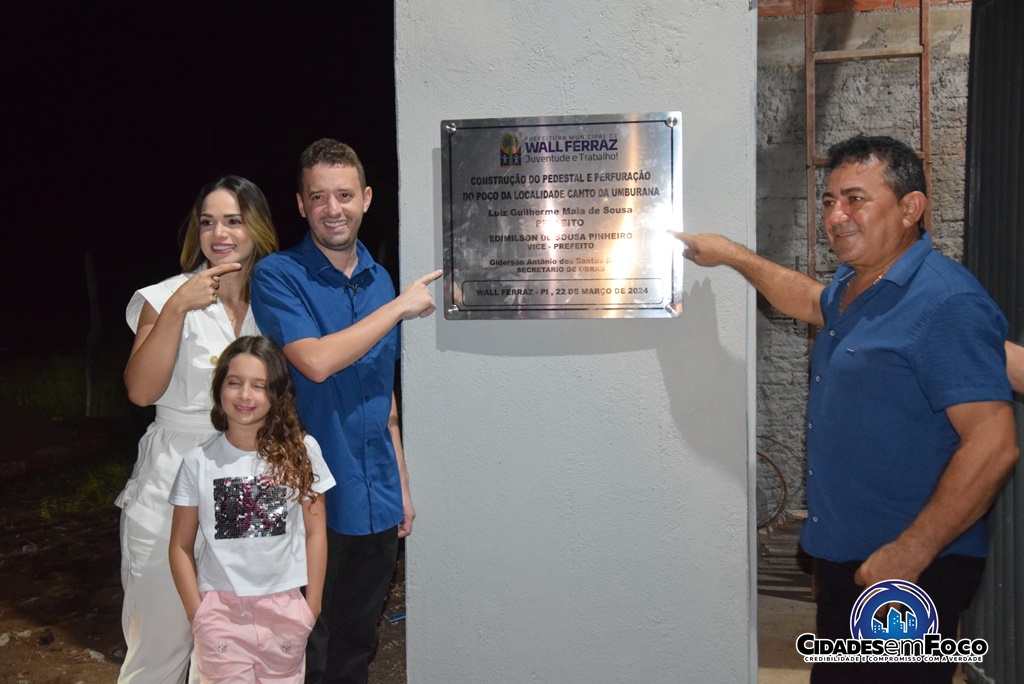 PREFEITURA MUNICIPAL DE
WALL FERRAZ
Juventude e Trabalho!
CONSTRUÇÃO DO PEDESTAL E PERFURAÇÃO
DO POÇO DA LOCALIDADE CANTO DA UMBURANA
Luiz Guilherme Maia de Sousa
PREFEITO
EDIMILSON DE SOUSA PINHEIRO
VICE - PREFEITO
Giderson Antônio dos Santos
SECRETARIO DE OBRAS
WALL FERRAZ - PI , 22 DE MARÇO DE 2024
K
CIDADESemFOCO
CREDIBILIDADE E COMPROMISSO COM A VERDADE